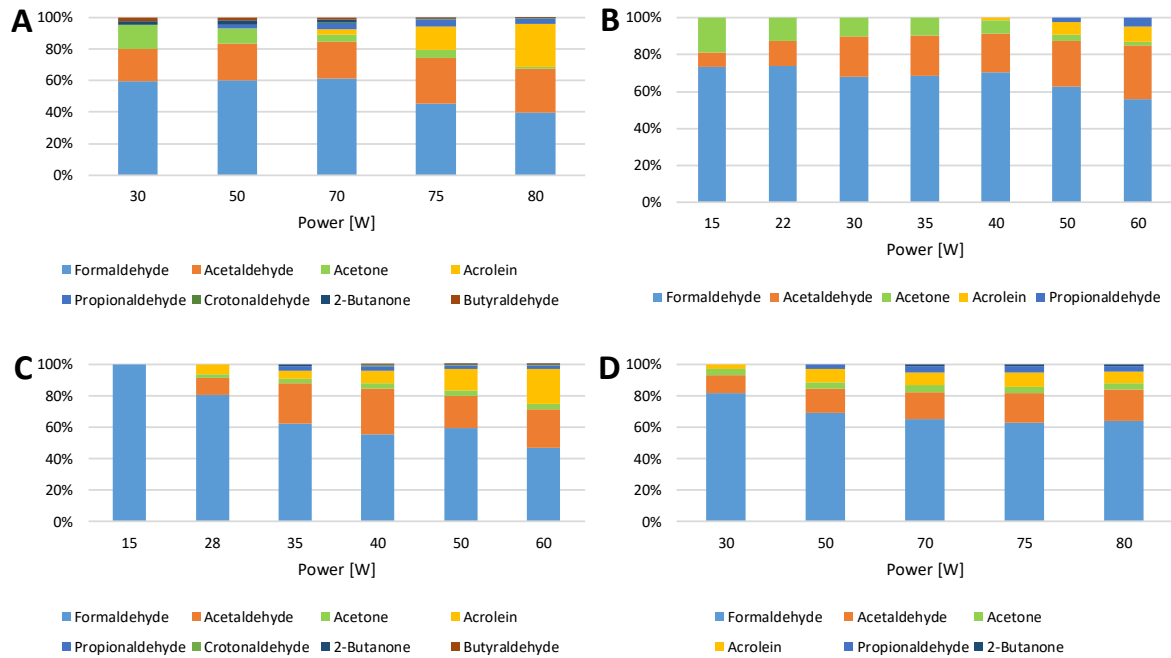 A
100%
80%
60%
40%
20%
0%
30 50 70 75 80
Power [W]
Formaldehyde Acetaldehyde Acetone Acrolein
Propionaldehyde Crotonaldehyde 2-Butanone Butyraldehyde
B
100%
80%
60%
40%
20%
0%
15 22 30 35 40 50 60
Power [W]
Formaldehyde Acetaldehyde Acetone Acrolein Propionaldehyde
C
100%
80%
60%
40%
20%
0%
15 28 35 40 50 60
Power [W]
Formaldehyde Acetaldehyde Acetone Acrolein
Propionaldehyde Crotonaldehyde 2-Butanone Butyraldehyde
D
100%
80%
60%
40%
20%
0%
30 50 70 75 80
Power [W]
Formaldehyde Acetaldehyde Acetone
Acrolein Propionaldehyde 2-Butanone